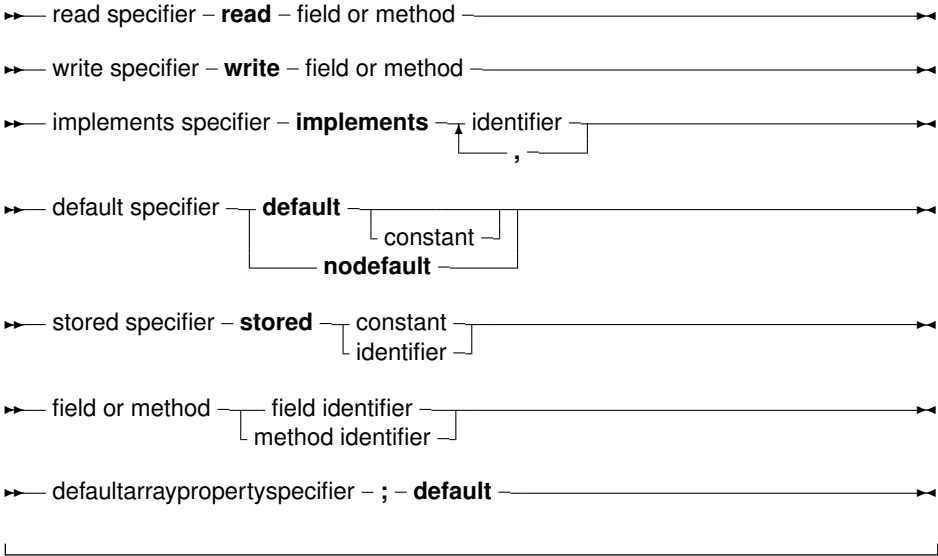 read specifier – read – field or method
write specifier – write – field or method
implements specifier – implements identifier
,
default specifier default
constant
nodefault
stored specifier – stored constant
identifier
field or method field identifier
method identifier
defaultarraypropertyspecifier – ; – default